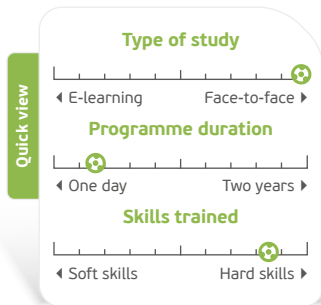 Quick view
Type of study
◂ E-learning Face-to-face ▸
Programme duration
◂ One day Two years ▸
Skills trained
◂ Soft skills Hard skills ▸